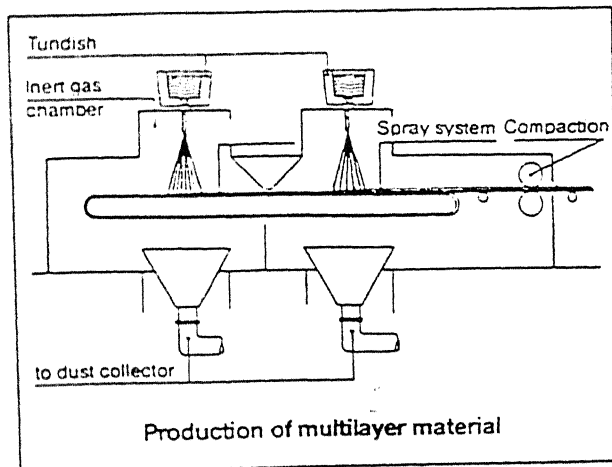 Tundish
Inert gas
chamber
Spray system Compaction
to dust collector
Production of multilayer material